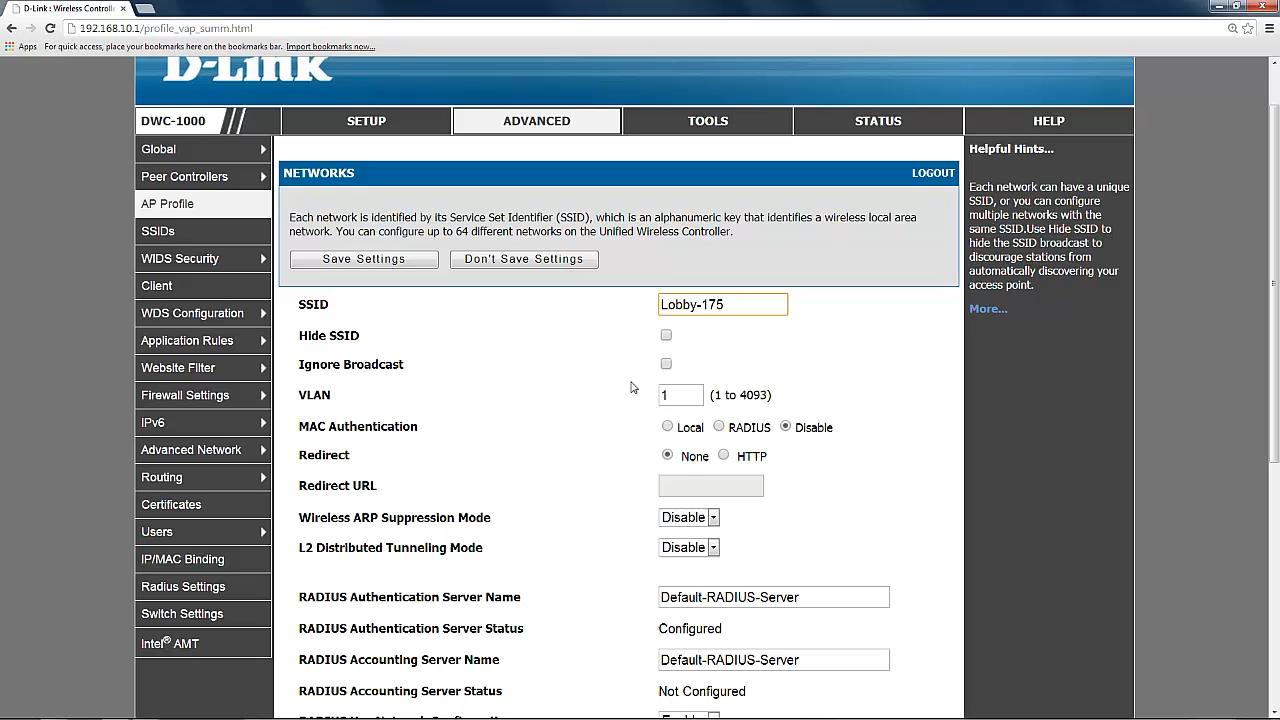 D-Link : Wireless Controll
192.168.10.1/profile_vap_summ.html
Apps For quick access, place your bookmarks here on the bookmarks bar. Import bookmarks now...
D-Link
DWC-1000 SETUP ADVANCED TOOLS STATUS HELP
Global
Peer Controllers
AP Profile
SSIDs
WIDS Security
Client
WDS Configuration
Application Rules
Website Filter
Firewall Settings
IPv6
Advanced Network
Routing
Certificates
Users
IP/MAC Binding
Radius Settings
Switch Settings
Intel® AMT
NETWORKS LOGOUT
Each network is identified by its Service Set Identifier (SSID), which is an alphanumeric key that identifies a wireless local area
network. You can configure up to 64 different networks on the Unified Wireless Controller.
Save Settings Don't Save Settings
SSID Lobby-175
Hide SSID
Ignore Broadcast
VLAN 1 (1 to 4093)
MAC Authentication Local RADIUS Disable
Redirect None HTTP
Redirect URL
Wireless ARP Suppression Mode Disable
L2 Distributed Tunneling Mode Disable
RADIUS Authentication Server Name Default-RADIUS-Server
RADIUS Authentication Server Status Configured
RADIUS Accounting Server Name Default-RADIUS-Server
RADIUS Accounting Server Status Not Configured
Helpful Hints...
Each network can have a unique
SSID, or you can configure
multiple networks with the
same SSID.Use Hide SSID to
hide the SSID broadcast to
discourage stations from
automatically discovering your
access point.
More...